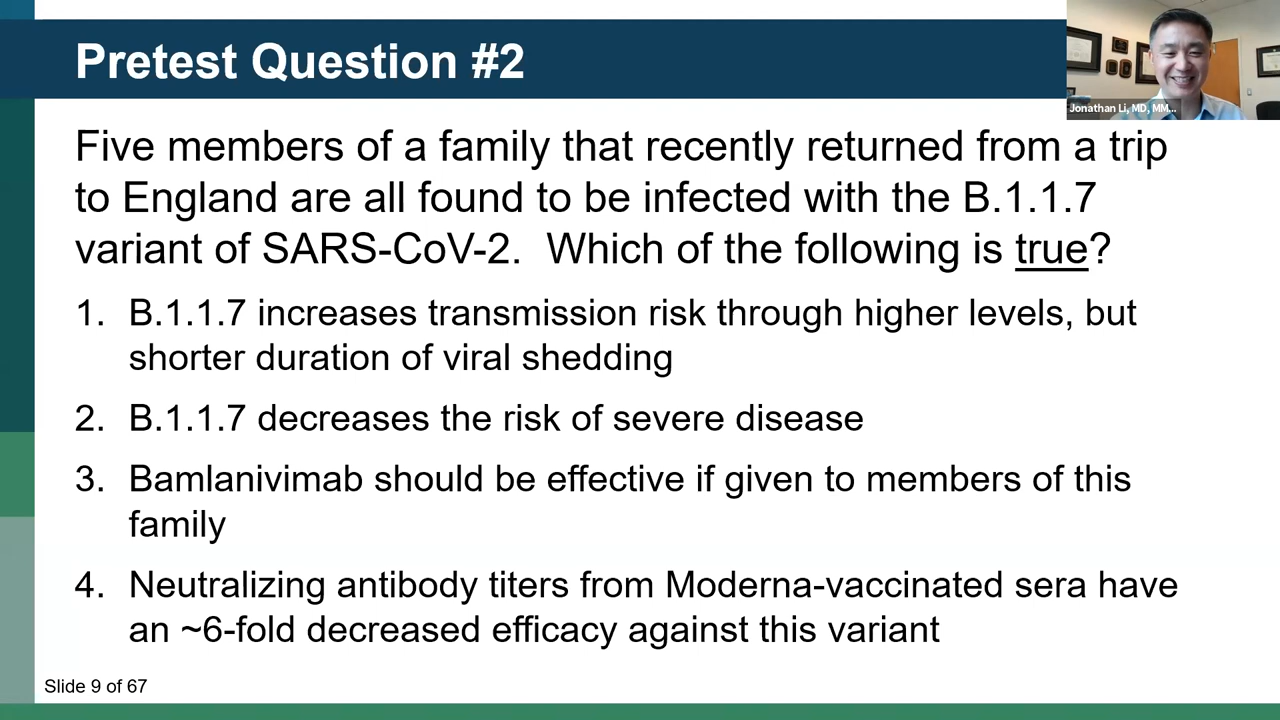 Pretest Question #2
Jonathan Li, MD, MM...
Five members of a family that recently returned from a trip
to England are all found to be infected with the B.1.1.7
variant of SARS-CoV-2.  Which of the following is true?
1. B.1.1.7 increases transmission risk through higher levels, but
shorter duration of viral shedding
2. B.1.1.7 decreases the risk of severe disease
3. Bamlanivimab should be effective if given to members of this
family
4. Neutralizing antibody titers from Moderna-vaccinated sera have
an ~6-fold decreased efficacy against this variant
Slide 9 of 67